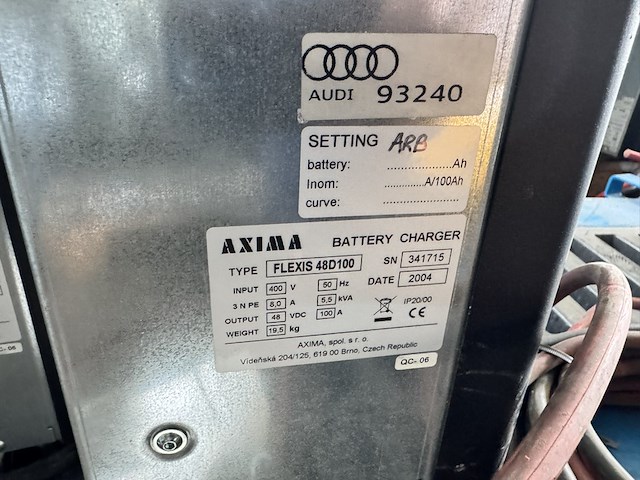 AUDI 93240
SETTING ARB
battery: ....................Ah
Inom: ..............A/100Ah
curve: ........................
AXIMA BATTERY CHARGER
TYPE FLEXIS 48D100 SN 341715
DATE 2004
INPUT 400 V 50 Hz
3 N PE 8,0 A 5,5 kVA
OUTPUT 48 VDC 100 A
WEIGHT 19,5 kg
IP20/00
CE
AXIMA, spol. s r. o.
Vídeňská 204/125, 619 00 Brno, Czech Republic
QC- 06